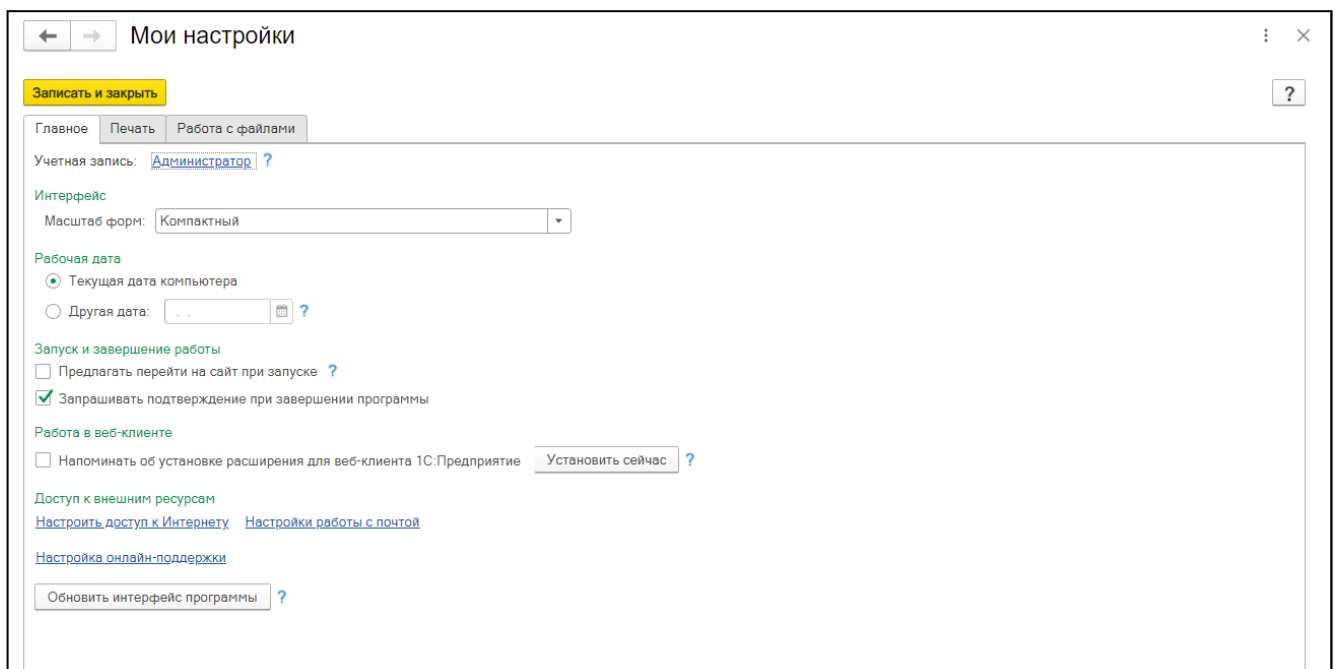 Мои настройки
Записать и закрыть
?
Главное Печать Работа с файлами
Учетная запись: Администратор ?
Интерфейс
Масштаб форм: Компактный
Рабочая дата
Текущая дата компьютера
Другая дата: . . ?
Запуск и завершение работы
Предлагать перейти на сайт при запуске ?
Запрашивать подтверждение при завершении программы
Работа в веб-клиенте
Напоминать об установке расширения для веб-клиента 1С:Предприятие Установить сейчас ?
Доступ к внешним ресурсам
Настроить доступ к Интернету Настройки работы с почтой
Настройка онлайн-поддержки
Обновить интерфейс программы ?